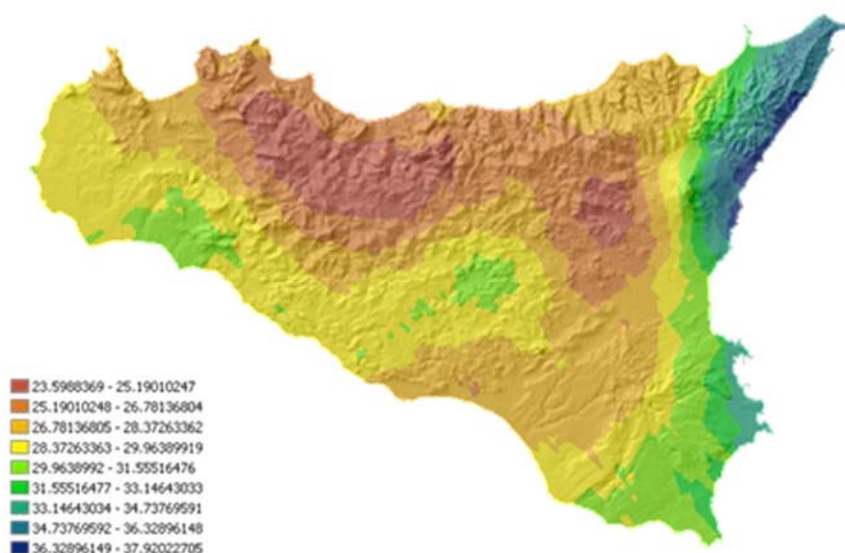 23.5988369 - 25.19010247
25.19010248 - 26.78136804
26.78136805 - 28.37263362
28.37263363 - 29.96389919
29.9638992 - 31.55516476
31.55516477 - 33.14643033
33.14643034 - 34.73769591
34.73769592 - 36.32896148
36.32896149 - 37.92022705